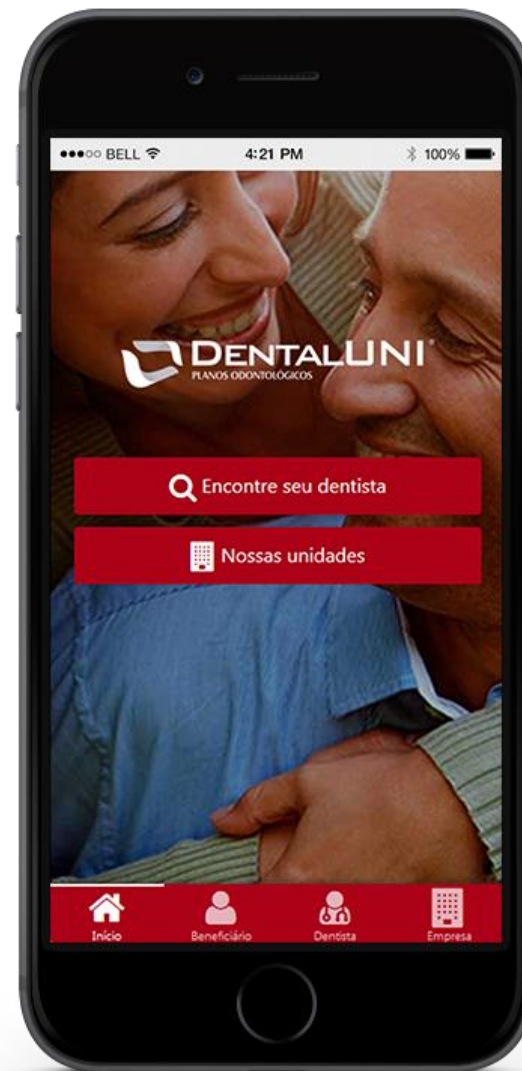 BELL 4:21 PM 100%
DENTALUNI®
PLANOS ODONTOLÓGICOS
Encontre seu dentista
Nossas unidades
Início Beneficiário Dentista Empresa